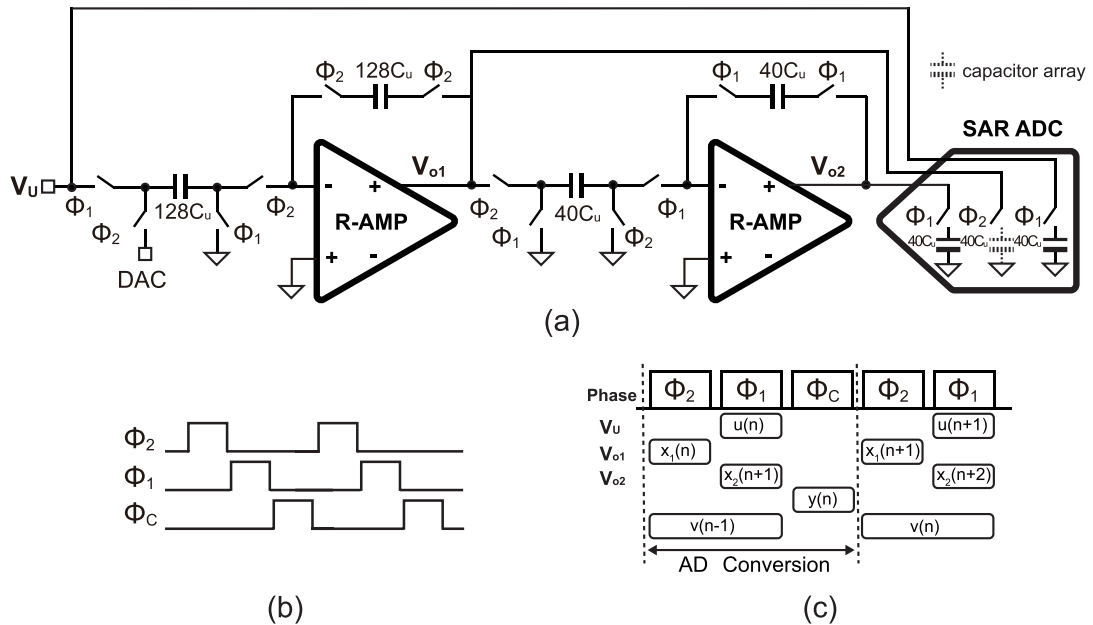 Φ2 128Cu Φ2
Φ1 40Cu Φ1
capacitor array
SAR ADC
VU
Φ1
128Cu
Φ2
Φ2
Φ1
DAC
-
+
+
-
R-AMP
Vo1
Φ2
40Cu
Φ1
Φ1
Φ2
-
+
+
-
R-AMP
Vo2
Φ1 Φ2 Φ1
40Cu 40Cu 40Cu
(a)
Φ2
Φ1
ΦC
(b)
Phase Φ2 Φ1 ΦC Φ2 Φ1
VU u(n) u(n+1)
Vo1 x1(n) x1(n+1)
Vo2 x2(n+1) x2(n+2)
y(n)
v(n-1) v(n)
AD Conversion
(c)